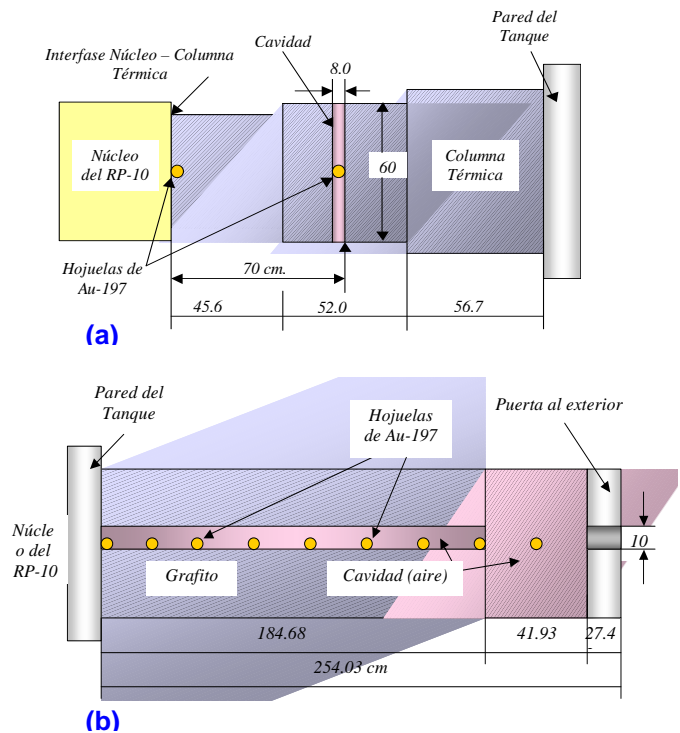 Pared del
Tanque
Cavidad
Interfase Núcleo – Columna
Térmica
8.0
Núcleo
del RP-10
60
Columna
Térmica
Hojuelas de
Au-197
70 cm.
45.6
52.0
56.7
(a)
Pared del
Tanque
Hojuelas
de Au-197
Puerta al exterior
Núcle
o del
RP-10
10
Grafito
Cavidad (aire)
184.68
41.93
27.4
254.03 cm
(b)